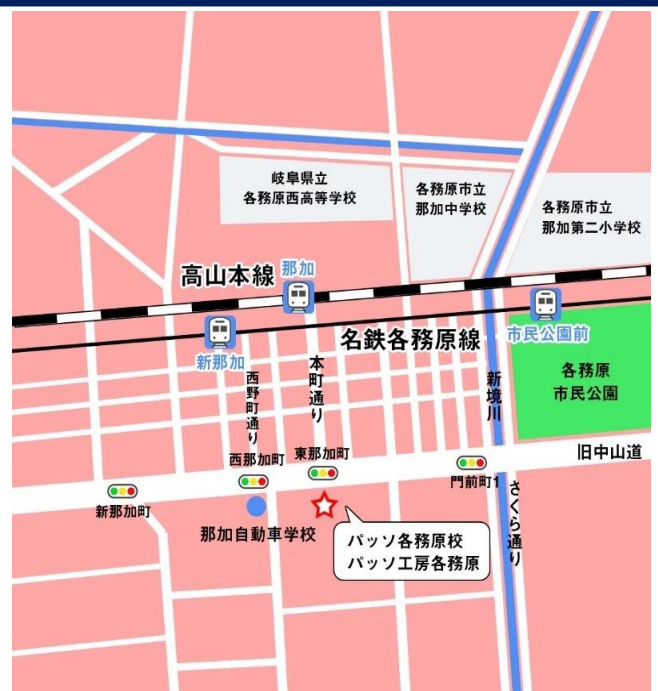 岐阜県立
各務原西高等学校
各務原市立
那加中学校
各務原市立
那加第二小学校
高山本線
那加
新那加
名鉄各務原線
市民公園前
各務原
市民公園
西野町通り
本町通り
新境川
旧中山道
西那加町
東那加町
門前町1
新那加町
那加自動車学校
さくら通り
パッソ各務原校
パッソ工房各務原